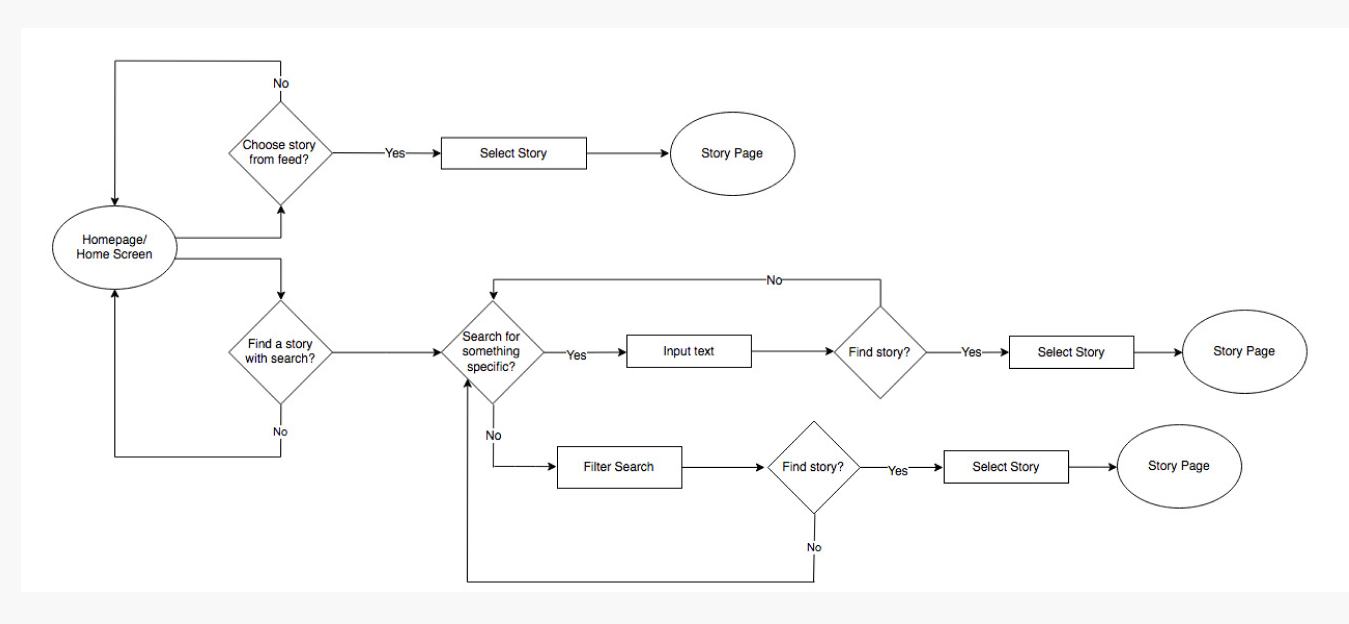 No
Choose story
from feed?
Yes
Select Story
Story Page
Homepage/
Home Screen
No
Find a story
with search?
Search for
something
specific?
Yes
Input text
Find story?
Yes
Select Story
Story Page
No
No
Filter Search
Find story?
Yes
Select Story
Story Page
No